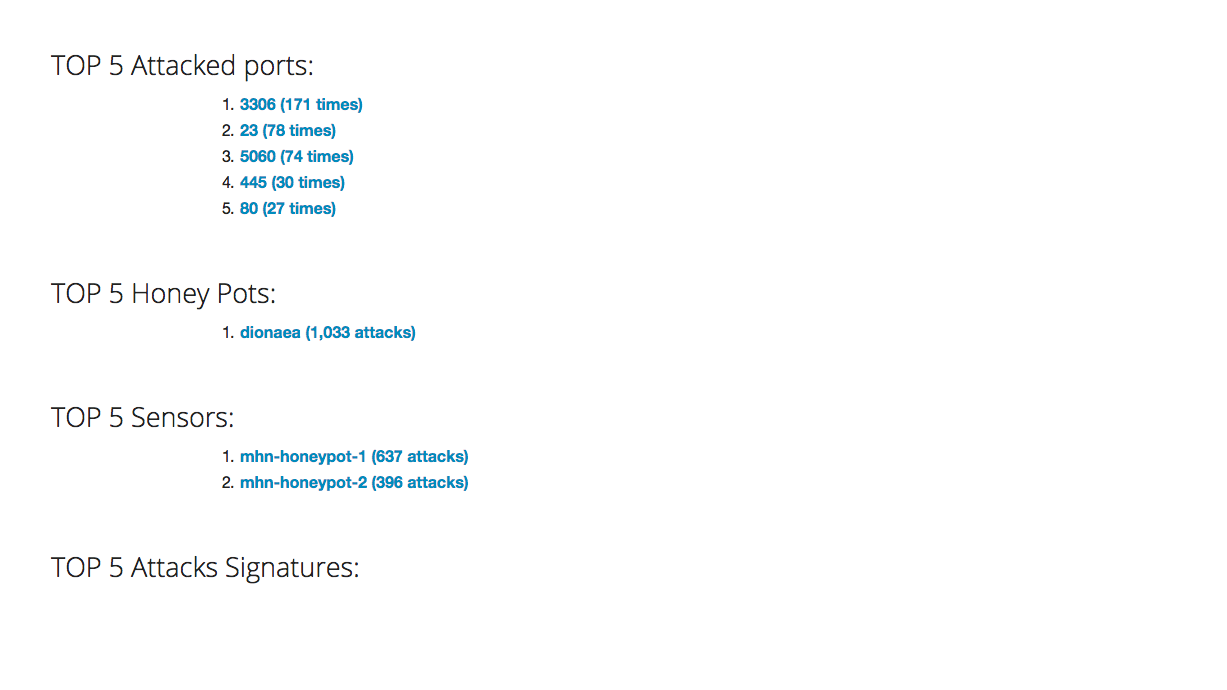 TOP 5 Attacked ports:
1. 3306 (171 times)
2. 23 (78 times)
3. 5060 (74 times)
4. 445 (30 times)
5. 80 (27 times)
TOP 5 Honey Pots:
1. dionaea (1,033 attacks)
TOP 5 Sensors:
1. mhn-honeypot-1 (637 attacks)
2. mhn-honeypot-2 (396 attacks)
TOP 5 Attacks Signatures: